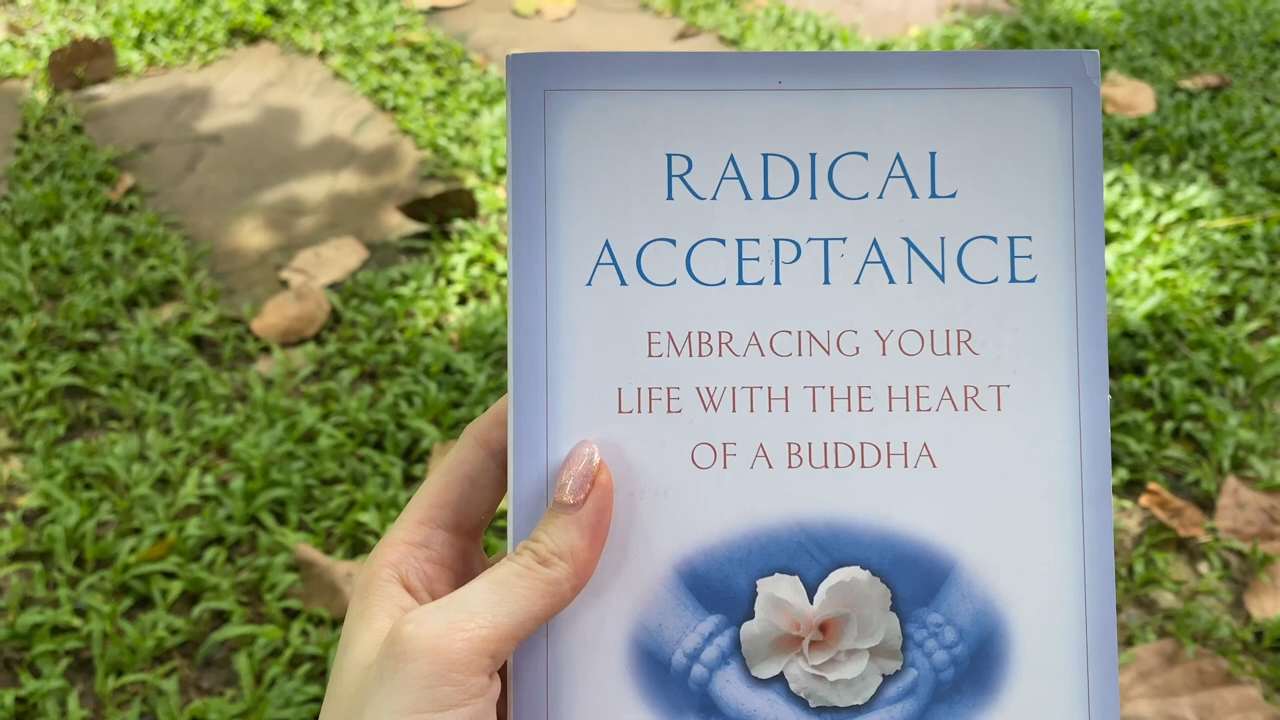 RADICAL
ACCEPTANCE
EMBRACING YOUR
LIFE WITH THE HEART
OF A BUDDHA